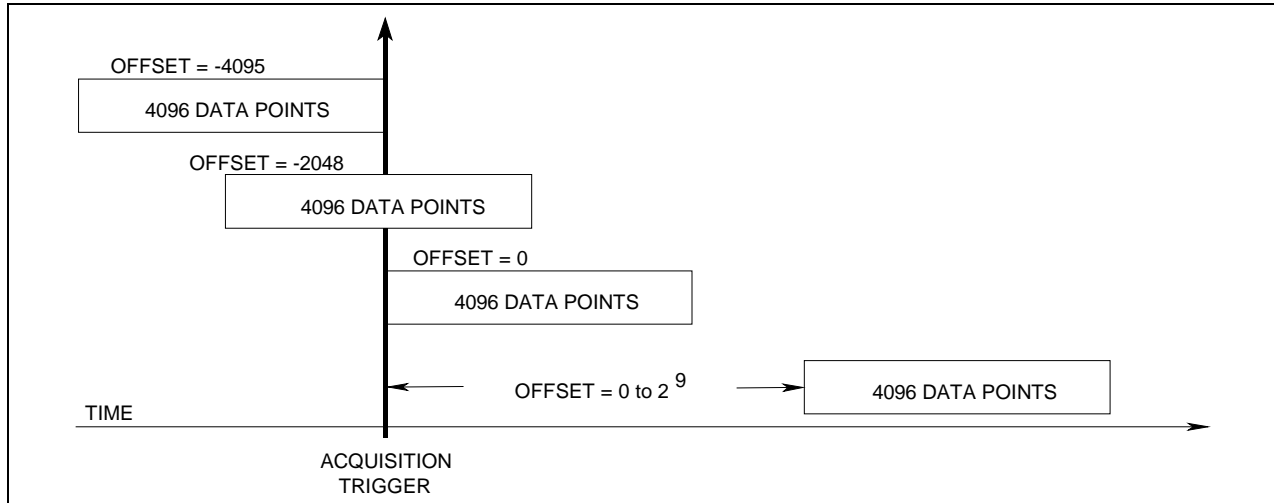 OFFSET = -4095
4096 DATA POINTS
OFFSET = -2048
4096 DATA POINTS
OFFSET = 0
4096 DATA POINTS
OFFSET = 0 to 2 9
4096 DATA POINTS
TIME
ACQUISITION
TRIGGER